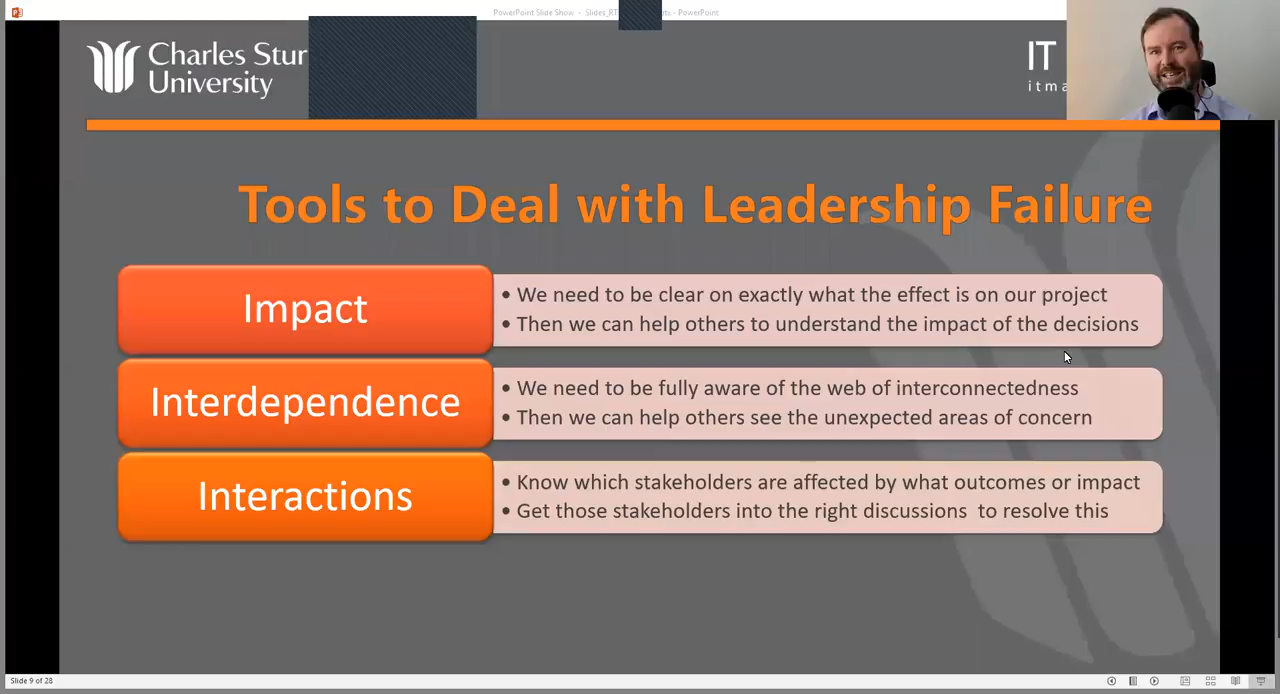 PowerPoint Slide Show - Slides_RT ts - PowerPoint
Charles Stur
University
IT
itma
Tools to Deal with Leadership Failure
Impact
• We need to be clear on exactly what the effect is on our project
• Then we can help others to understand the impact of the decisions
Interdependence
• We need to be fully aware of the web of interconnectedness
• Then we can help others see the unexpected areas of concern
Interactions
• Know which stakeholders are affected by what outcomes or impact
• Get those stakeholders into the right discussions  to resolve this
Slide 9 of 28